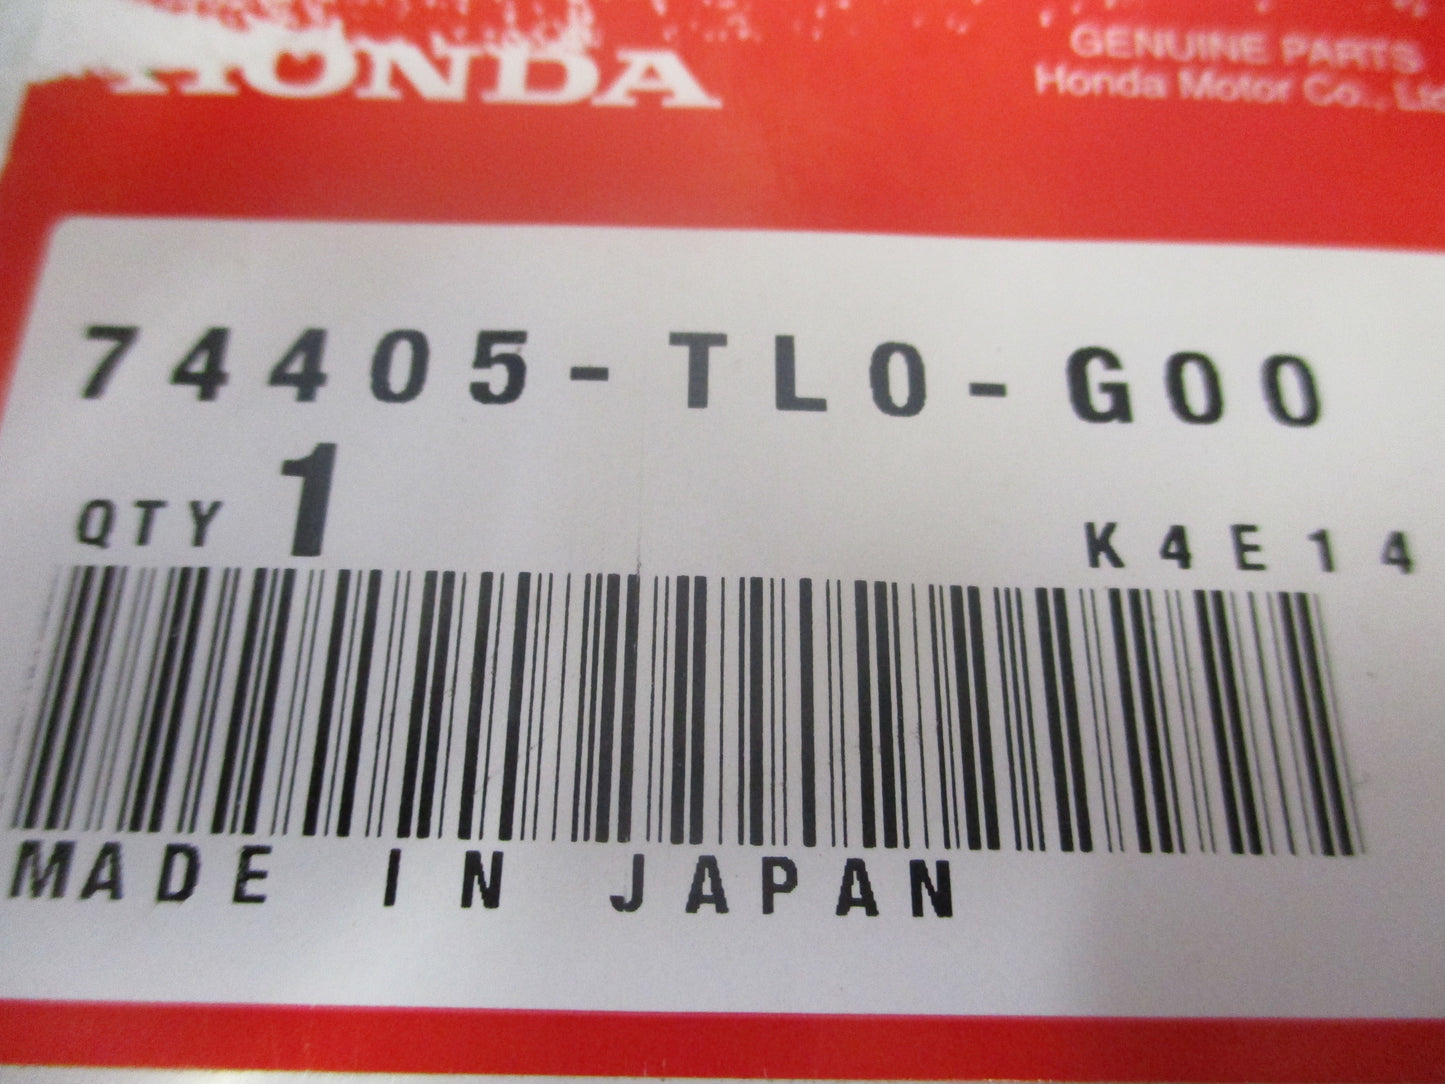 HONDA
GENUINE PARTS
Honda Motor Co., Ltd
74405-TL0-G00
QTY 1
K4E14
MADE IN JAPAN